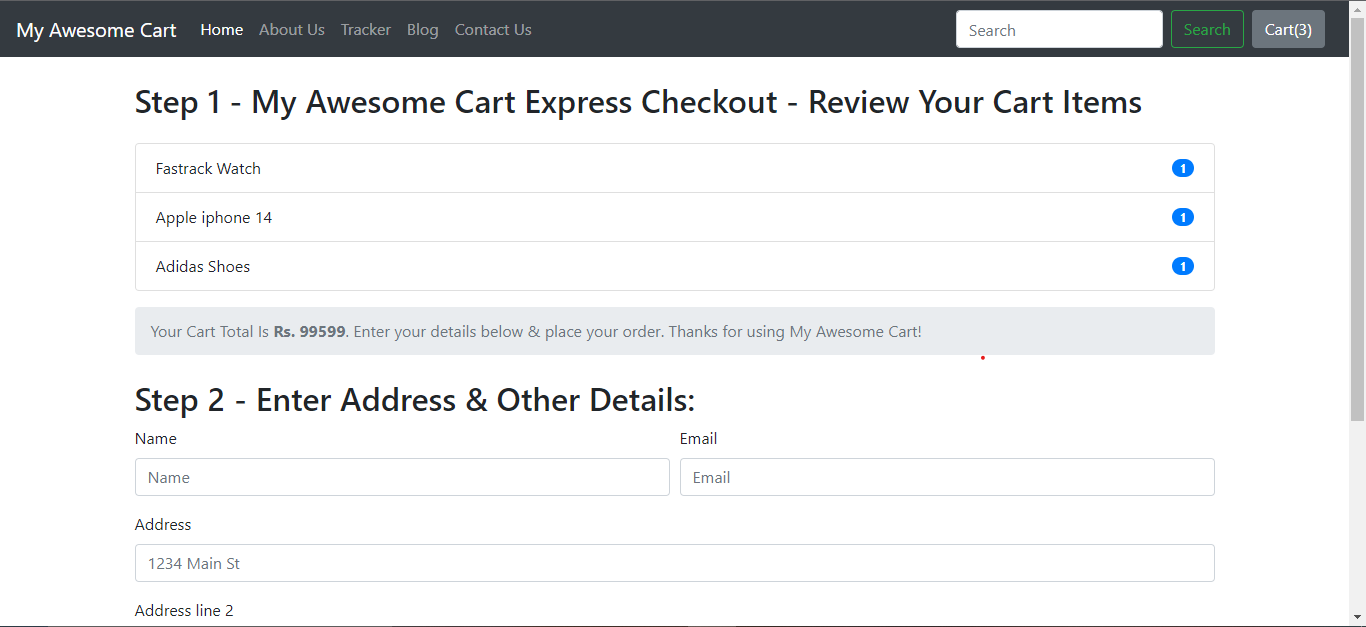 My Awesome Cart Home About Us Tracker Blog Contact Us Search Search Cart(3)
Step 1 - My Awesome Cart Express Checkout - Review Your Cart Items
Fastrack Watch 1
Apple iphone 14 1
Adidas Shoes 1
Your Cart Total Is Rs. 99599. Enter your details below & place your order. Thanks for using My Awesome Cart!
Step 2 - Enter Address & Other Details:
Name Email
Name Email
Address
1234 Main St
Address line 2